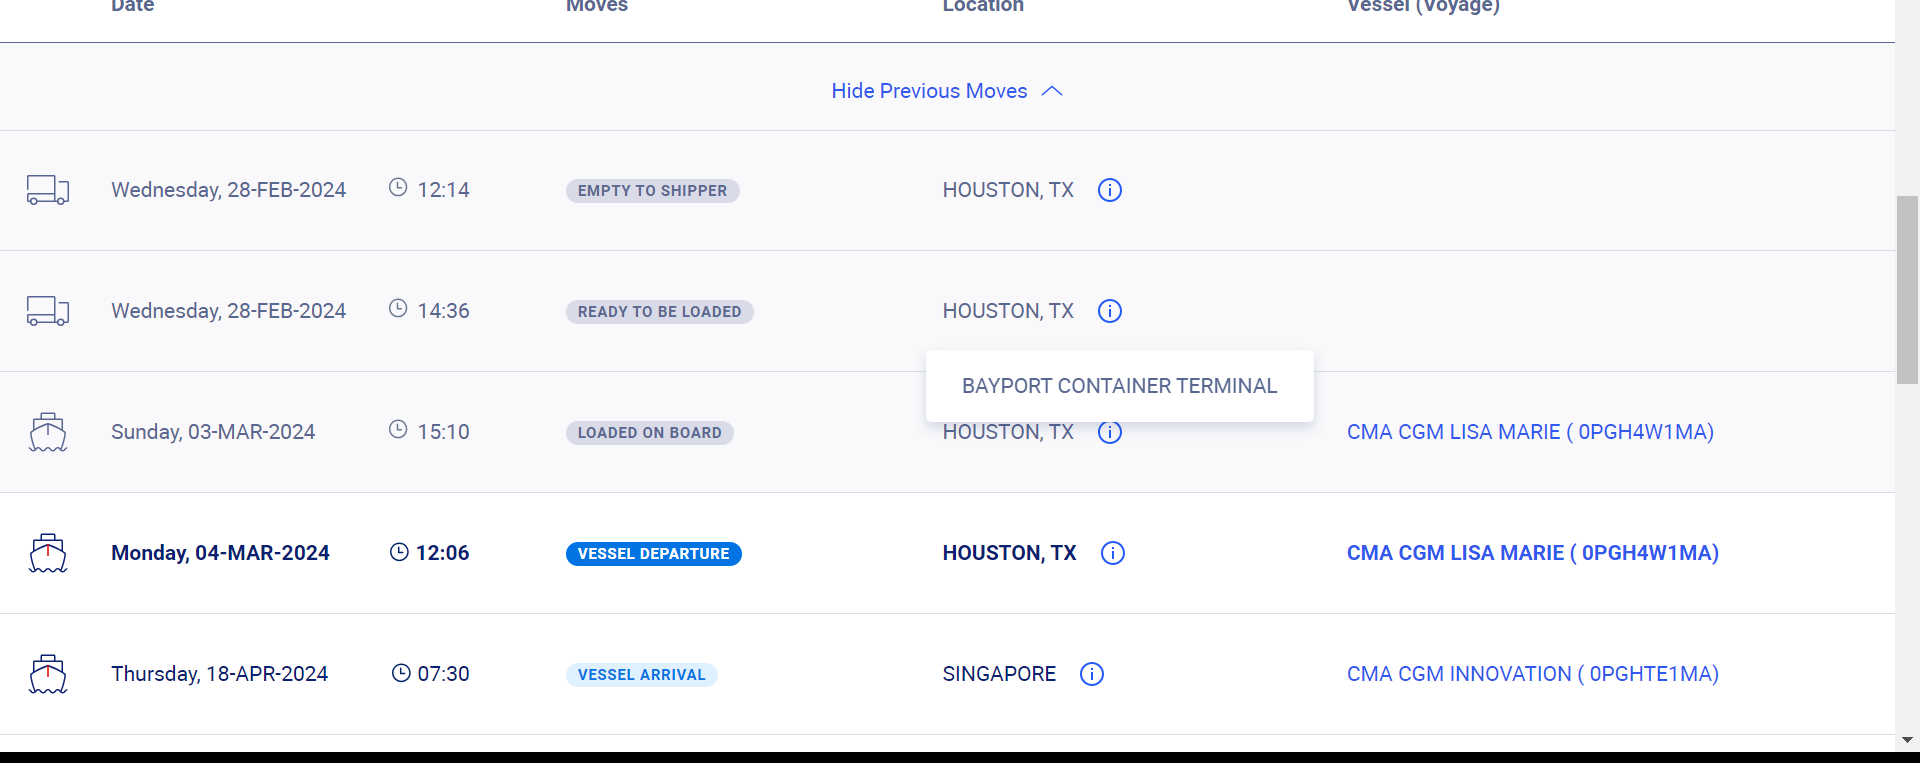 Date Moves Location Vessel (Voyage)
Hide Previous Moves
Wednesday, 28-FEB-2024 12:14 EMPTY TO SHIPPER HOUSTON, TX
Wednesday, 28-FEB-2024 14:36 READY TO BE LOADED HOUSTON, TX
BAYPORT CONTAINER TERMINAL
Sunday, 03-MAR-2024 15:10 LOADED ON BOARD HOUSTON, TX CMA CGM LISA MARIE ( 0PGH4W1MA)
Monday, 04-MAR-2024 12:06 VESSEL DEPARTURE HOUSTON, TX CMA CGM LISA MARIE ( 0PGH4W1MA)
Thursday, 18-APR-2024 07:30 VESSEL ARRIVAL SINGAPORE CMA CGM INNOVATION ( 0PGHTE1MA)